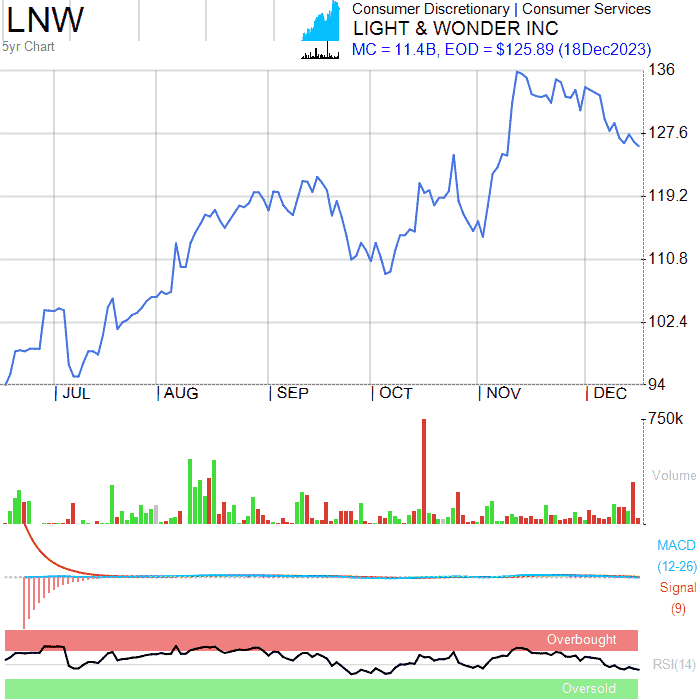 LNW
5yr Chart
Consumer Discretionary | Consumer Services
LIGHT & WONDER INC
MC = 11.4B, EOD = $125.89 (18Dec2023)
136
127.6
119.2
110.8
102.4
94
JUL AUG SEP OCT NOV DEC
750k
Volume
MACD
(12-26)
Signal
(9)
Overbought
RSI(14)
Oversold